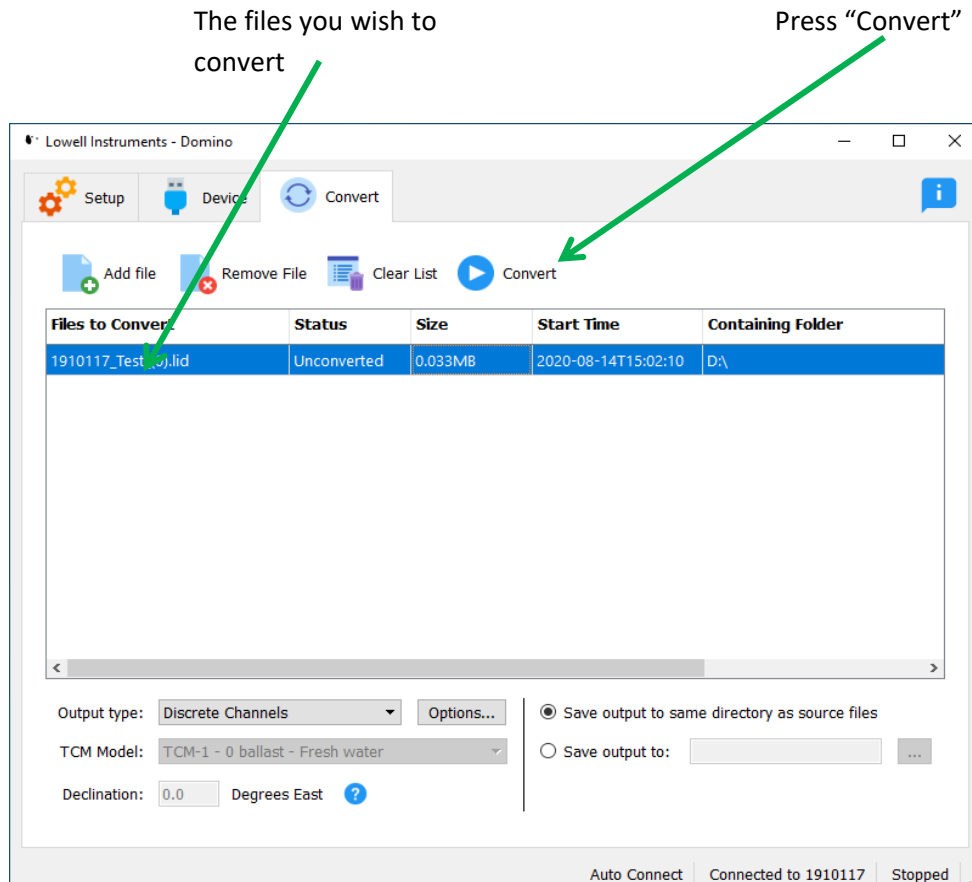 The files you wish to
convert
Press “Convert”
Lowell Instruments - Domino
Setup Device Convert
Add file Remove File Clear List Convert
Files to Convert Status Size Start Time Containing Folder
1910117_Test_(0).lid Unconverted 0.033MB 2020-08-14T15:02:10 D:\
Output type: Discrete Channels Options... Save output to same directory as source files
TCM Model: TCM-1 - 0 ballast - Fresh water Save output to: ...
Declination: 0.0 Degrees East ?
Auto Connect Connected to 1910117 Stopped